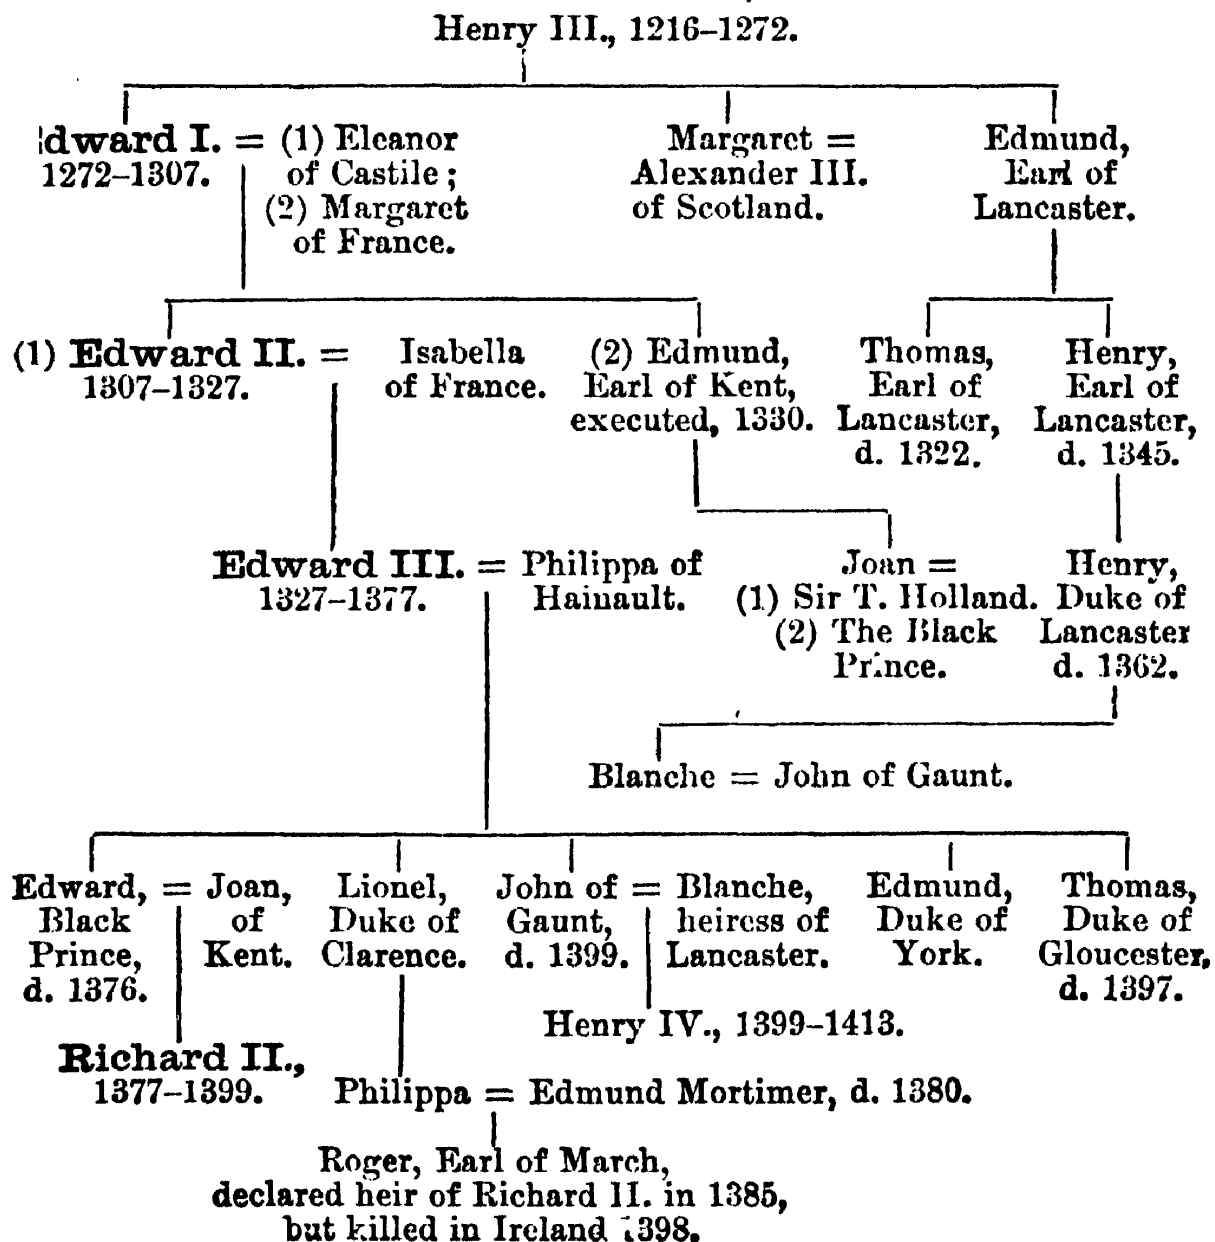 Henry III., 1216–1272.
dward I. = (1) Eleanor
1272–1307. of Castile;
(2) Margaret
of France.
Margaret =
Alexander III.
of Scotland.
Edmund,
Earl of
Lancaster.
(1) Edward II. = Isabella
1307–1327. of France.
(2) Edmund,
Earl of Kent,
executed, 1330.
Thomas,
Earl of
Lancaster,
d. 1322.
Henry,
Earl of
Lancaster,
d. 1345.
Edward III. = Philippa of
1327–1377. Hainault.
Joan =
(1) Sir T. Holland.
(2) The Black
Prince.
Henry,
Duke of
Lancaster
d. 1362.
Blanche = John of Gaunt.
Edward, = Joan,
Black of
Prince, Kent.
d. 1376.
Lionel,
Duke of
Clarence.
John of = Blanche,
Gaunt, heiress of
d. 1399. Lancaster.
Edmund,
Duke of
York.
Thomas,
Duke of
Gloucester,
d. 1397.
Henry IV., 1399–1413.
Richard II.,
1377–1399.
Philippa = Edmund Mortimer, d. 1380.
Roger, Earl of March,
declared heir of Richard II. in 1385,
but killed in Ireland 1398.